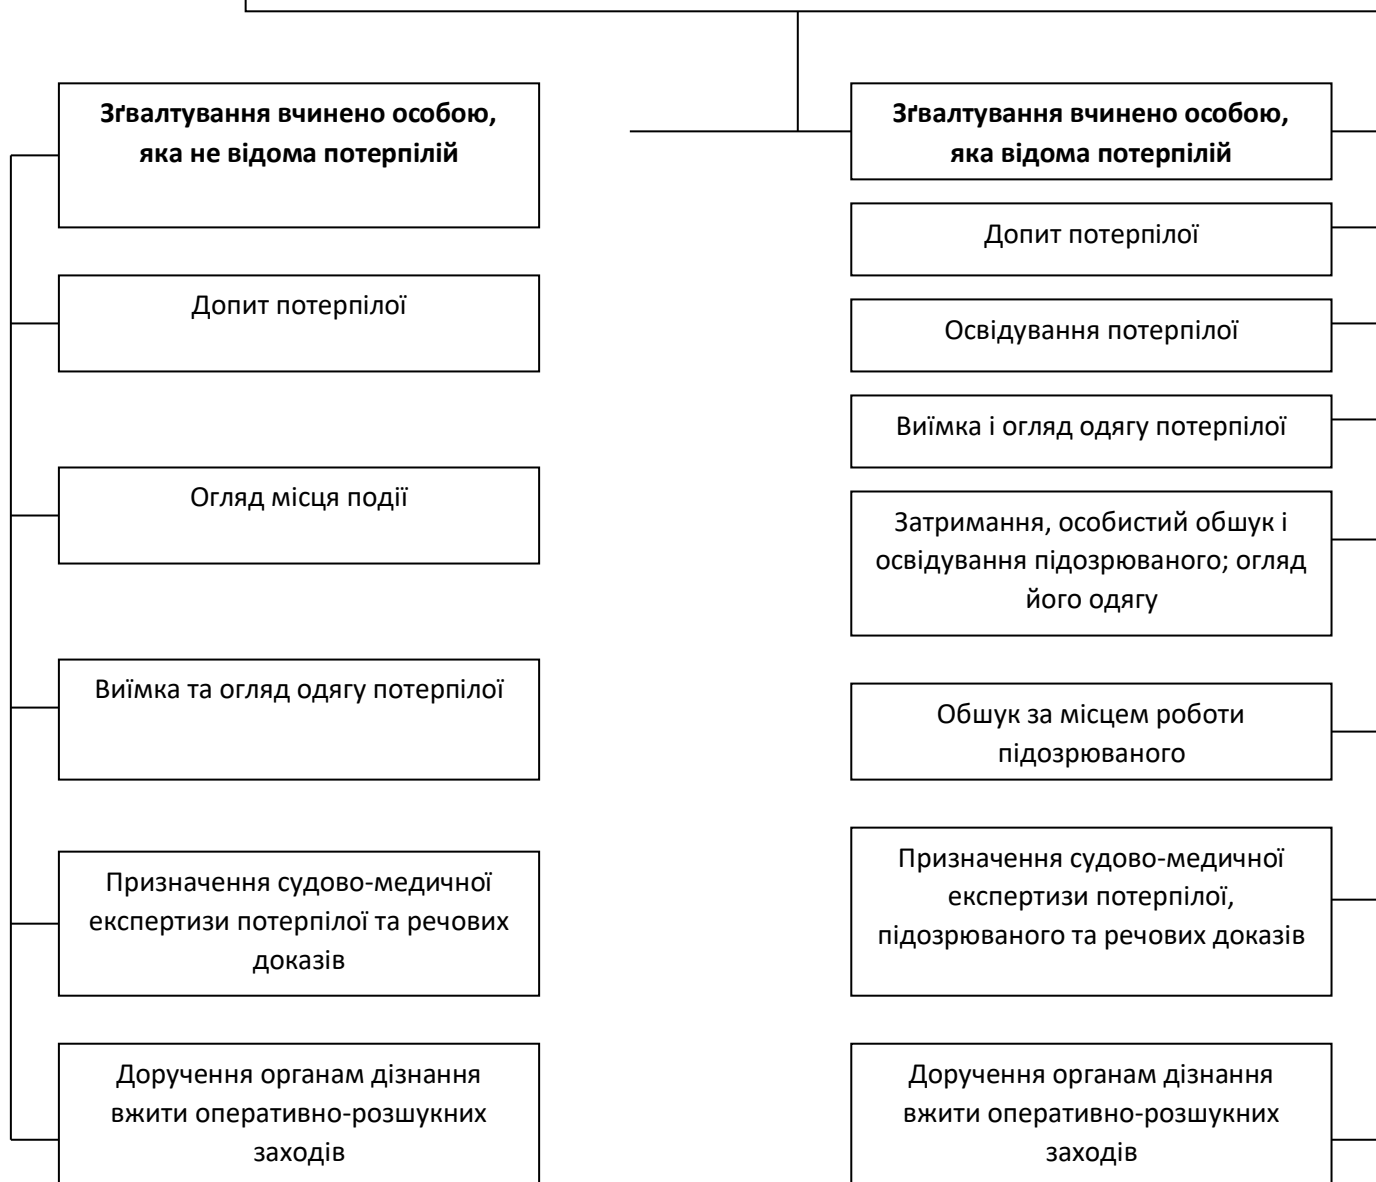 Зґвалтування вчинено особою,
яка не відома потерпілій
Допит потерпілої
Огляд місця події
Виїмка та огляд одягу потерпілої
Призначення судово-медичної
експертизи потерпілої та речових
доказів
Доручення органам дізнання
вжити оперативно-розшукних
заходів
Зґвалтування вчинено особою,
яка відома потерпілій
Допит потерпілої
Освідування потерпілої
Виїмка і огляд одягу потерпілої
Затримання, особистий обшук і
освідування підозрюваного; огляд
його одягу
Обшук за місцем роботи
підозрюваного
Призначення судово-медичної
експертизи потерпілої,
підозрюваного та речових доказів
Доручення органам дізнання
вжити оперативно-розшукних
заходів